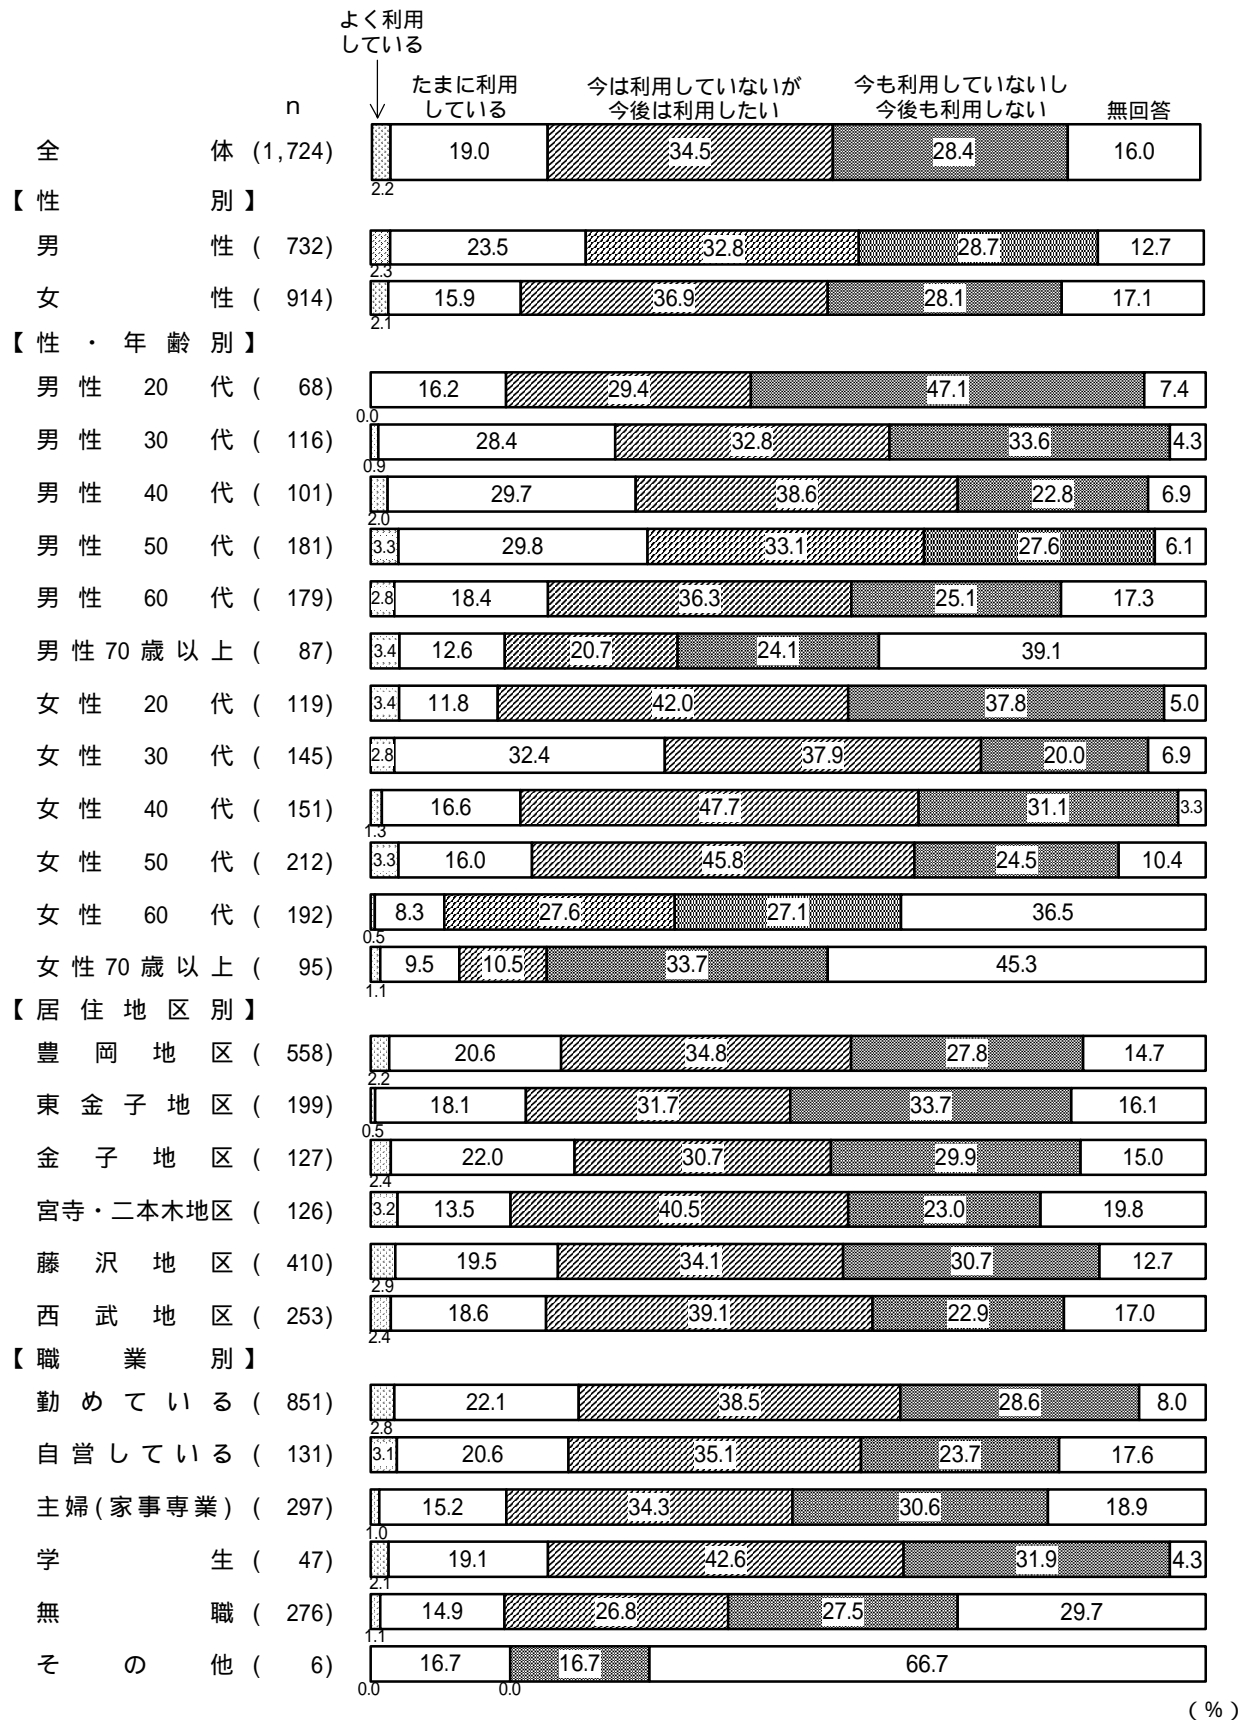 よく利用
している
たまに利用 今は利用していないが 今も利用していないし
n している 今後は利用したい 今後も利用しない 無回答
全体 (1,724) 19.0 34.5 28.4 16.0
2.2
【性別】
男性 ( 732) 23.5 32.8 28.7 12.7
2.3
女性 ( 914) 15.9 36.9 28.1 17.1
2.1
【性・年齢別】
男性 20代 ( 68) 16.2 29.4 47.1 7.4
0.0
男性 30代 ( 116) 28.4 32.8 33.6 4.3
0.9
男性 40代 ( 101) 29.7 38.6 22.8 6.9
2.0
男性 50代 ( 181) 3.3 29.8 33.1 27.6 6.1
男性 60代 ( 179) 2.8 18.4 36.3 25.1 17.3
男性70歳以上 ( 87) 3.4 12.6 20.7 24.1 39.1
女性 20代 ( 119) 3.4 11.8 42.0 37.8 5.0
女性 30代 ( 145) 2.8 32.4 37.9 20.0 6.9
女性 40代 ( 151) 16.6 47.7 31.1 3.3
1.3
女性 50代 ( 212) 3.3 16.0 45.8 24.5 10.4
女性 60代 ( 192) 8.3 27.6 27.1 36.5
0.5
女性70歳以上 ( 95) 9.5 10.5 33.7 45.3
1.1
【居住地区別】
豊岡地区 ( 558) 20.6 34.8 27.8 14.7
2.2
東金子地区 ( 199) 18.1 31.7 33.7 16.1
0.5
金子地区 ( 127) 22.0 30.7 29.9 15.0
2.4
宮寺・二本木地区 ( 126) 3.2 13.5 40.5 23.0 19.8
藤沢地区 ( 410) 19.5 34.1 30.7 12.7
2.9
西武地区 ( 253) 18.6 39.1 22.9 17.0
2.4
【職業別】
勤めている ( 851) 22.1 38.5 28.6 8.0
2.8
自営している ( 131) 3.1 20.6 35.1 23.7 17.6
主婦(家事専業) ( 297) 15.2 34.3 30.6 18.9
1.0
学生 ( 47) 19.1 42.6 31.9 4.3
2.1
無職 ( 276) 14.9 26.8 27.5 29.7
1.1
その他 ( 6) 16.7 16.7 66.7
0.0 0.0
(%)